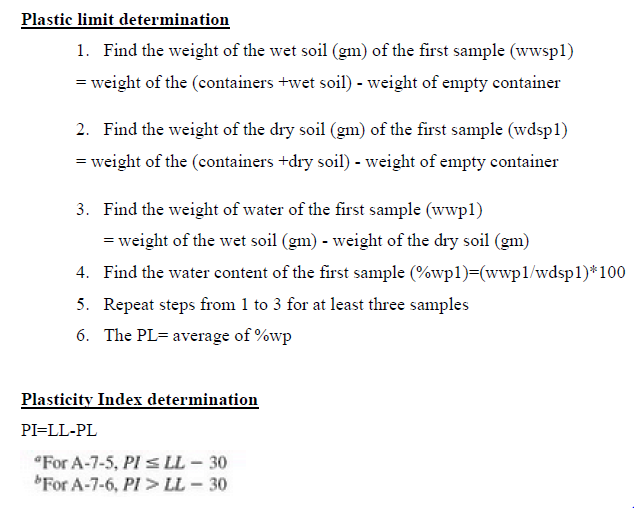 Plastic limit determination
1. Find the weight of the wet soil (gm) of the first sample (wwsp1)
= weight of the (containers +wet soil) - weight of empty container
2. Find the weight of the dry soil (gm) of the first sample (wdsp1)
= weight of the (containers +dry soil) - weight of empty container
3. Find the weight of water of the first sample (wwp1)
= weight of the wet soil (gm) - weight of the dry soil (gm)
4. Find the water content of the first sample (%wp1)=(wwp1/wdsp1)*100
5. Repeat steps from 1 to 3 for at least three samples
6. The PL= average of %wp
Plasticity Index determination
PI=LL-PL
ᵃFor A-7-5, PI ≤ LL − 30
ᵇFor A-7-6, PI > LL − 30